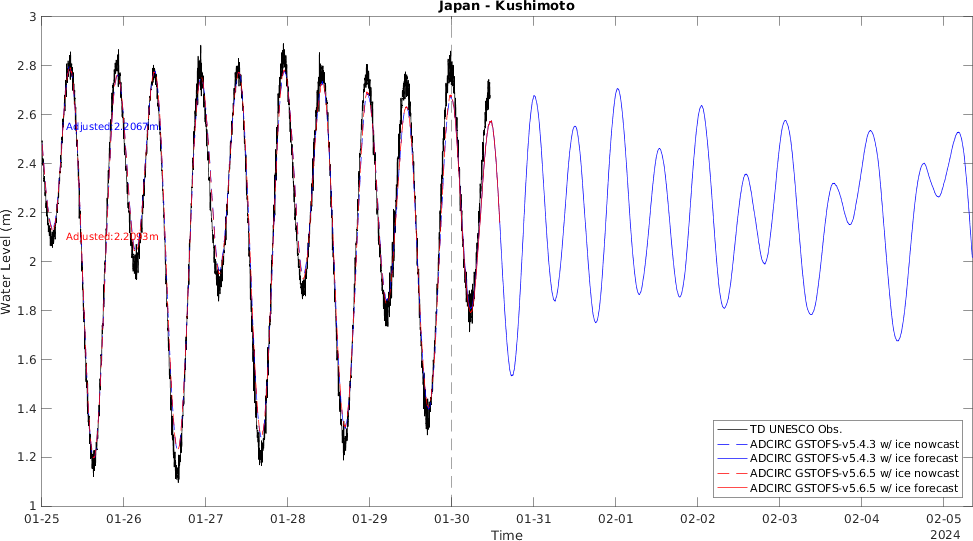 Japan - Kushimoto
Water Level (m)
3
2.8
2.6
2.4
2.2
2
1.8
1.6
1.4
1.2
1
Adjusted:2.2067m
Adjusted:2.2093m
TD UNESCO Obs.
ADCIRC GSTOFS-v5.4.3 w/ ice nowcast
ADCIRC GSTOFS-v5.4.3 w/ ice forecast
ADCIRC GSTOFS-v5.6.5 w/ ice nowcast
ADCIRC GSTOFS-v5.6.5 w/ ice forecast
01-25 01-26 01-27 01-28 01-29 01-30 01-31 02-01 02-02 02-03 02-04 02-05
2024
Time